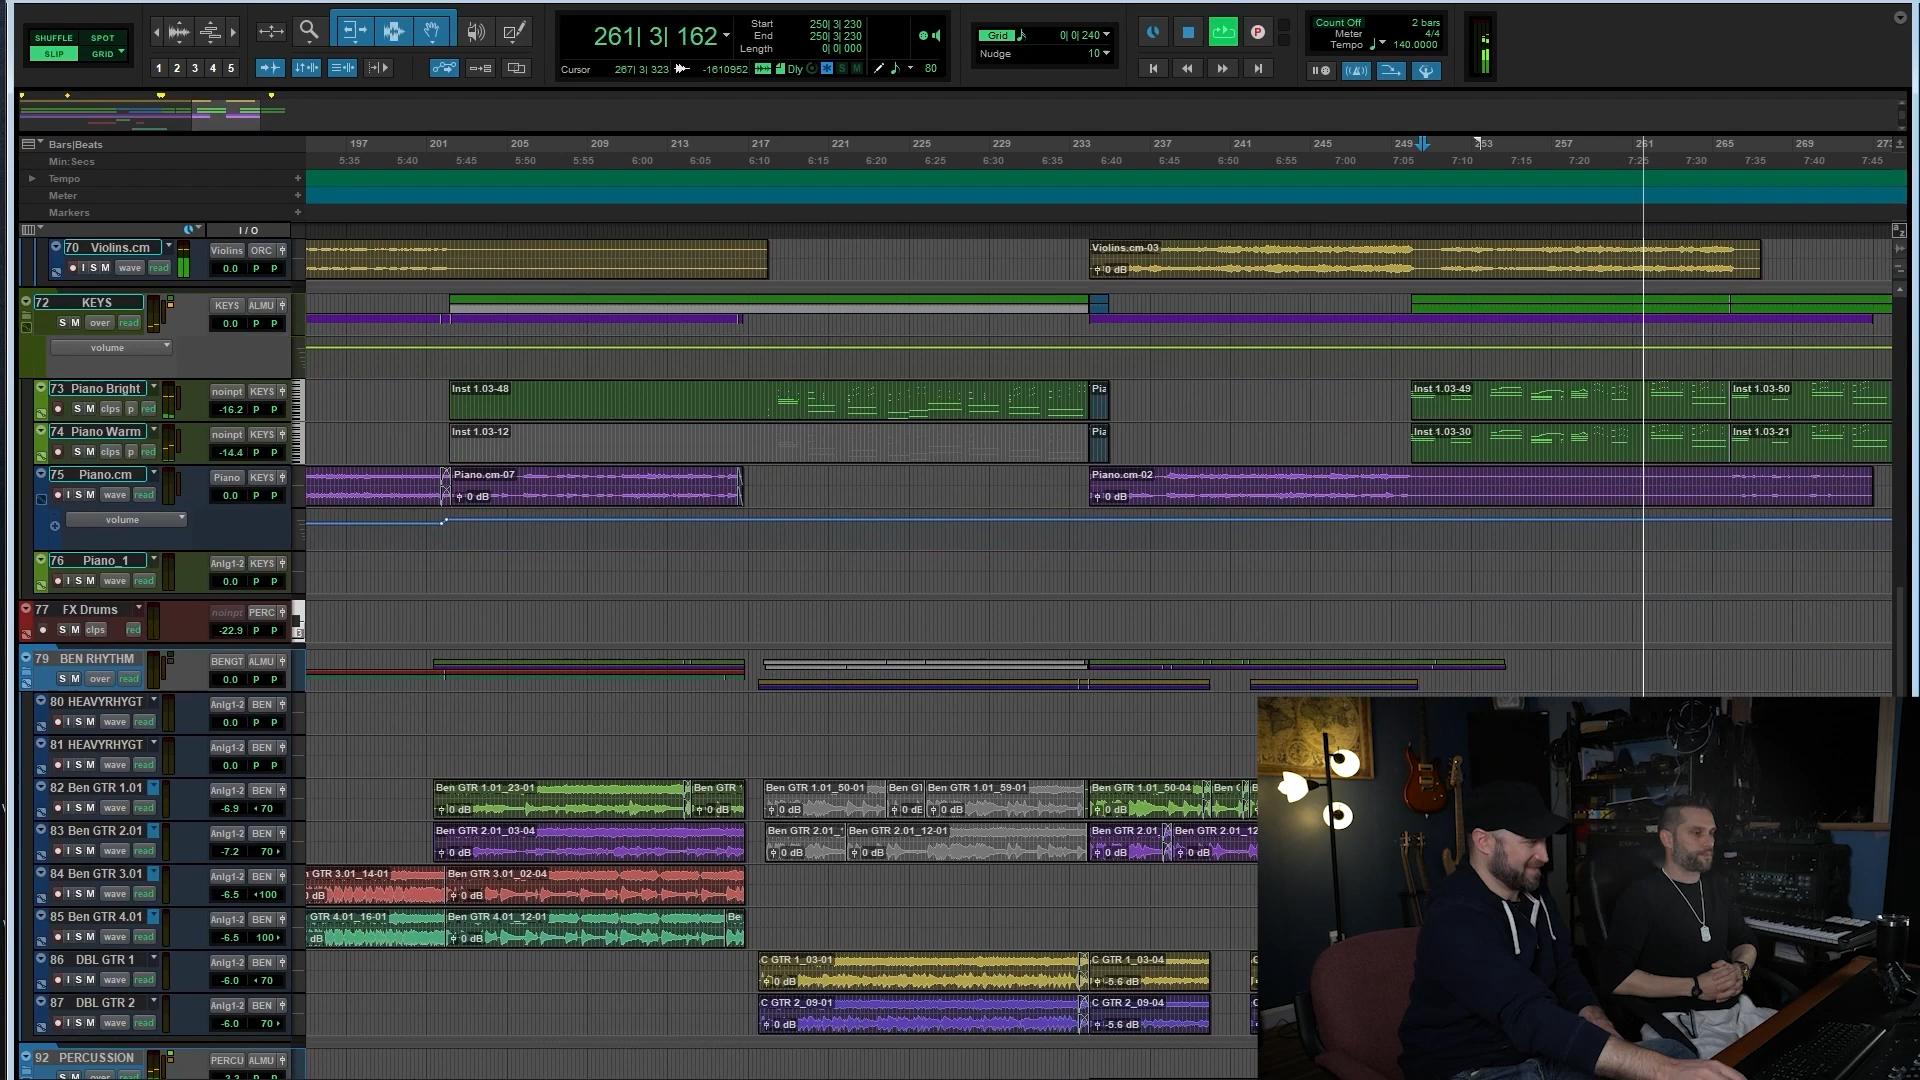 SHUFFLE SPOT
SLIP GRID
1 2 3 4 5
261| 3| 162
Start 250| 3| 230
End 250| 3| 230
Length 0| 0| 000
Cursor 267| 3| 323 -1610952 Dly S M 80
Grid 0| 0| 240
Nudge 10
P
Count Off 2 bars
Meter 4/4
Tempo 140.0000
Bars|Beats 197 201 205 209 213 217 221 225 229 233 237 241 245 249 253 257 261 265 269 273
Min:Secs 5:35 5:40 5:45 5:50 5:55 6:00 6:05 6:10 6:15 6:20 6:25 6:30 6:35 6:40 6:45 6:50 6:55 7:00 7:05 7:10 7:15 7:20 7:25 7:30 7:35 7:40 7:45
Tempo
Meter
Markers
I / O
70 Violins.cm Violins ORC Violins.cm-03
I S M wave read 0.0 P P 0 dB
72 KEYS KEYS ALMU
S M over read 0.0 P P
volume
73 Piano Bright noinpt KEYS Inst 1.03-48 Pia Inst 1.03-49 Inst 1.03-50
S M clps p red -16.2 P P
74 Piano Warm noinpt KEYS Inst 1.03-12 Pia Inst 1.03-30 Inst 1.03-21
S M clps p red -14.4 P P
75 Piano.cm Piano KEYS Piano.cm-07 Piano.cm-02
I S M wave read 0.0 P P 0 dB 0 dB
volume
76 Piano_1 Anlg1-2 KEYS
I S M wave read 0.0 P P
77 FX Drums noinpt PERC
S M clps red -22.9 P P
79 BEN RHYTHM BENGT ALMU
S M over read 0.0 P P
80 HEAVYRHYGT Anlg1-2 BEN
I S M wave read 0.0 P P
81 HEAVYRHYGT Anlg1-2 BEN
I S M wave read 0.0 P P
82 Ben GTR 1.01 Anlg1-2 BEN Ben GTR 1.01_23-01 Ben GTR Ben GTR 1.01_50-01 Ben GT Ben GTR 1.01_59-01 Ben GTR 1.01_50-04
I S M wave read -6.9 70 0 dB 0 dB 0 dB 0 dB 0 dB 0 dB
83 Ben GTR 2.01 Anlg1-2 BEN Ben GTR 2.01_03-04 Ben GTR 2.01_ Ben GTR 2.01_12-01 Ben GTR 2.01 Ben GTR 2.01_12
I S M wave read -7.2 70 0 dB 0 dB 0 dB 0 dB 0 dB
84 Ben GTR 3.01 Anlg1-2 BEN GTR 3.01_14-01 Ben GTR 3.01_02-04
I S M wave read -6.5 100 0 dB 0 dB
85 Ben GTR 4.01 Anlg1-2 BEN GTR 4.01_16-01 Ben GTR 4.01_12-01 Be
I S M wave read -6.5 100 dB 0 dB
86 DBL GTR 1 Anlg1-2 BEN C GTR 1_03-01 C GTR 1_03-04
I S M wave read -6.0 70 0 dB -5.6 dB
87 DBL GTR 2 Anlg1-2 BEN C GTR 2_09-01 C GTR 2_09-04
I S M wave read -6.0 70 0 dB -5.6 dB
92 PERCUSSION PERCU ALMU
S M over read